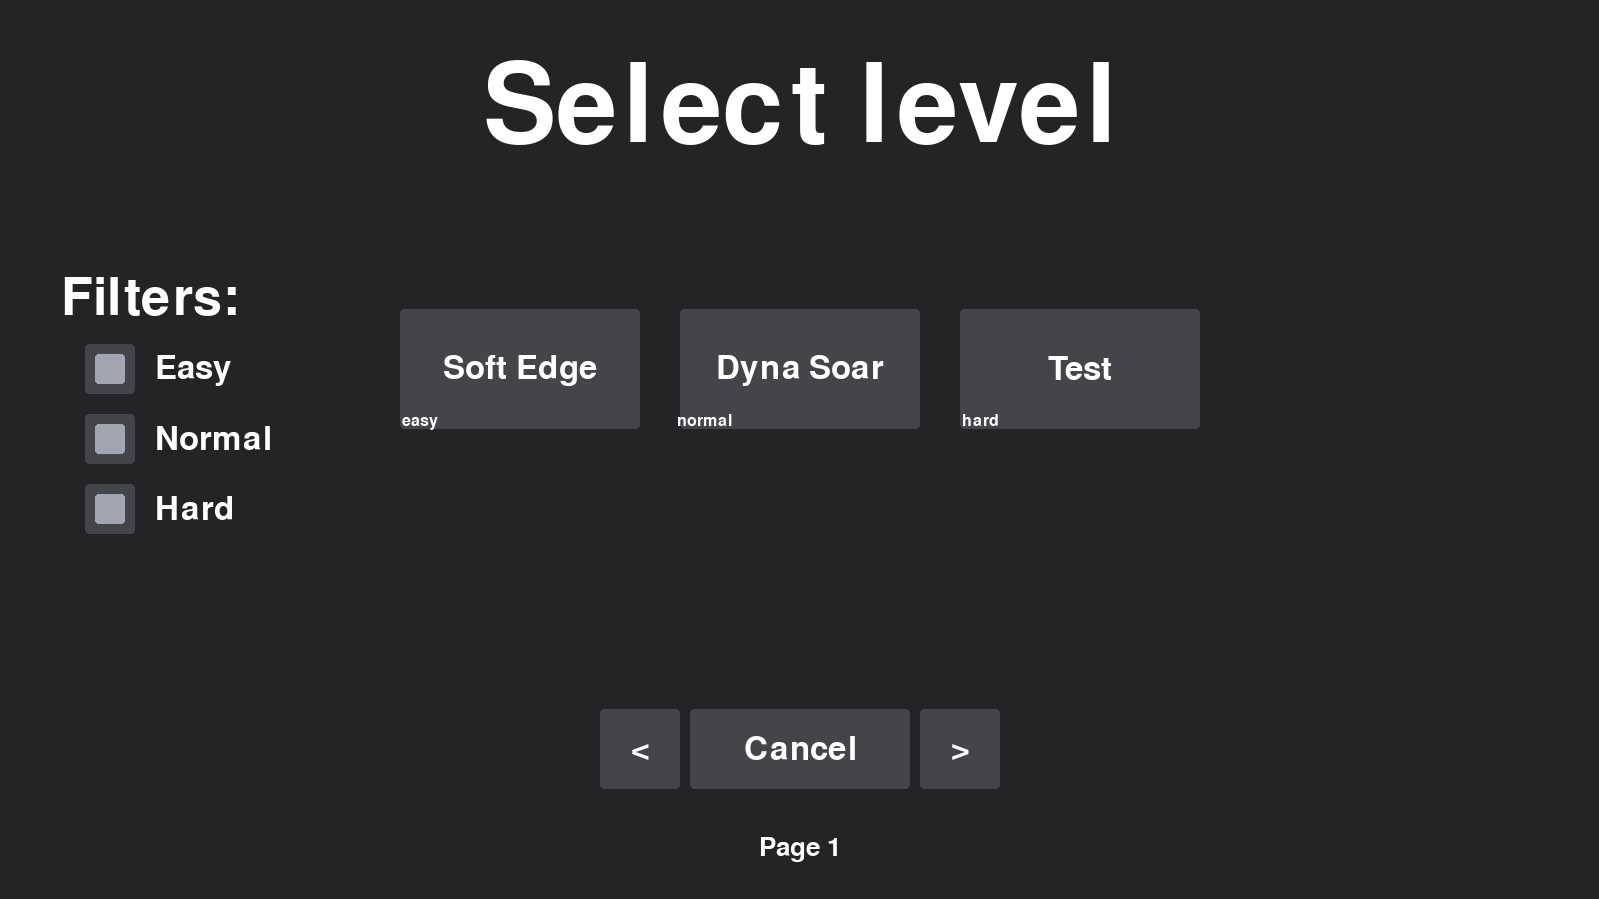 Select level
Filters:
Easy
Normal
Hard
Soft Edge
easy
Dyna Soar
normal
Test
hard
<
Cancel
>
Page 1